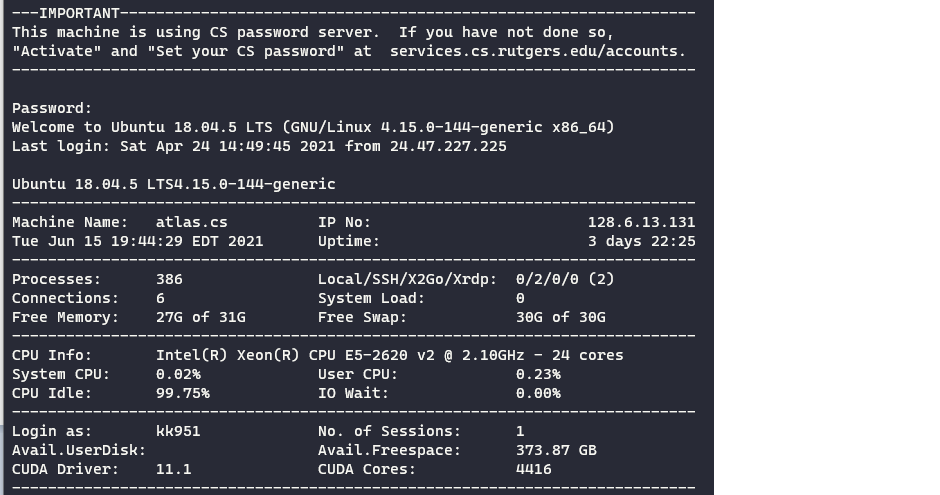 ---IMPORTANT----------------------------------------------------------------
This machine is using CS password server.  If you have not done so,
"Activate" and "Set your CS password" at  services.cs.rutgers.edu/accounts.
----------------------------------------------------------------------------
Password:
Welcome to Ubuntu 18.04.5 LTS (GNU/Linux 4.15.0-144-generic x86_64)
Last login: Sat Apr 24 14:49:45 2021 from 24.47.227.225
Ubuntu 18.04.5 LTS4.15.0-144-generic
----------------------------------------------------------------------------
Machine Name:   atlas.cs          IP No:                        128.6.13.131
Tue Jun 15 19:44:29 EDT 2021      Uptime:                       3 days 22:25
----------------------------------------------------------------------------
Processes:      386               Local/SSH/X2Go/Xrdp:  0/2/0/0 (2)
Connections:    6                 System Load:          0
Free Memory:    27G of 31G        Free Swap:            30G of 30G
----------------------------------------------------------------------------
CPU Info:       Intel(R) Xeon(R) CPU E5-2620 v2 @ 2.10GHz - 24 cores
System CPU:     0.02%             User CPU:             0.23%
CPU Idle:       99.75%            IO Wait:              0.00%
----------------------------------------------------------------------------
Login as:       kk951             No. of Sessions:      1
Avail.UserDisk:                   Avail.Freespace:      373.87 GB
CUDA Driver:    11.1              CUDA Cores:           4416
----------------------------------------------------------------------------